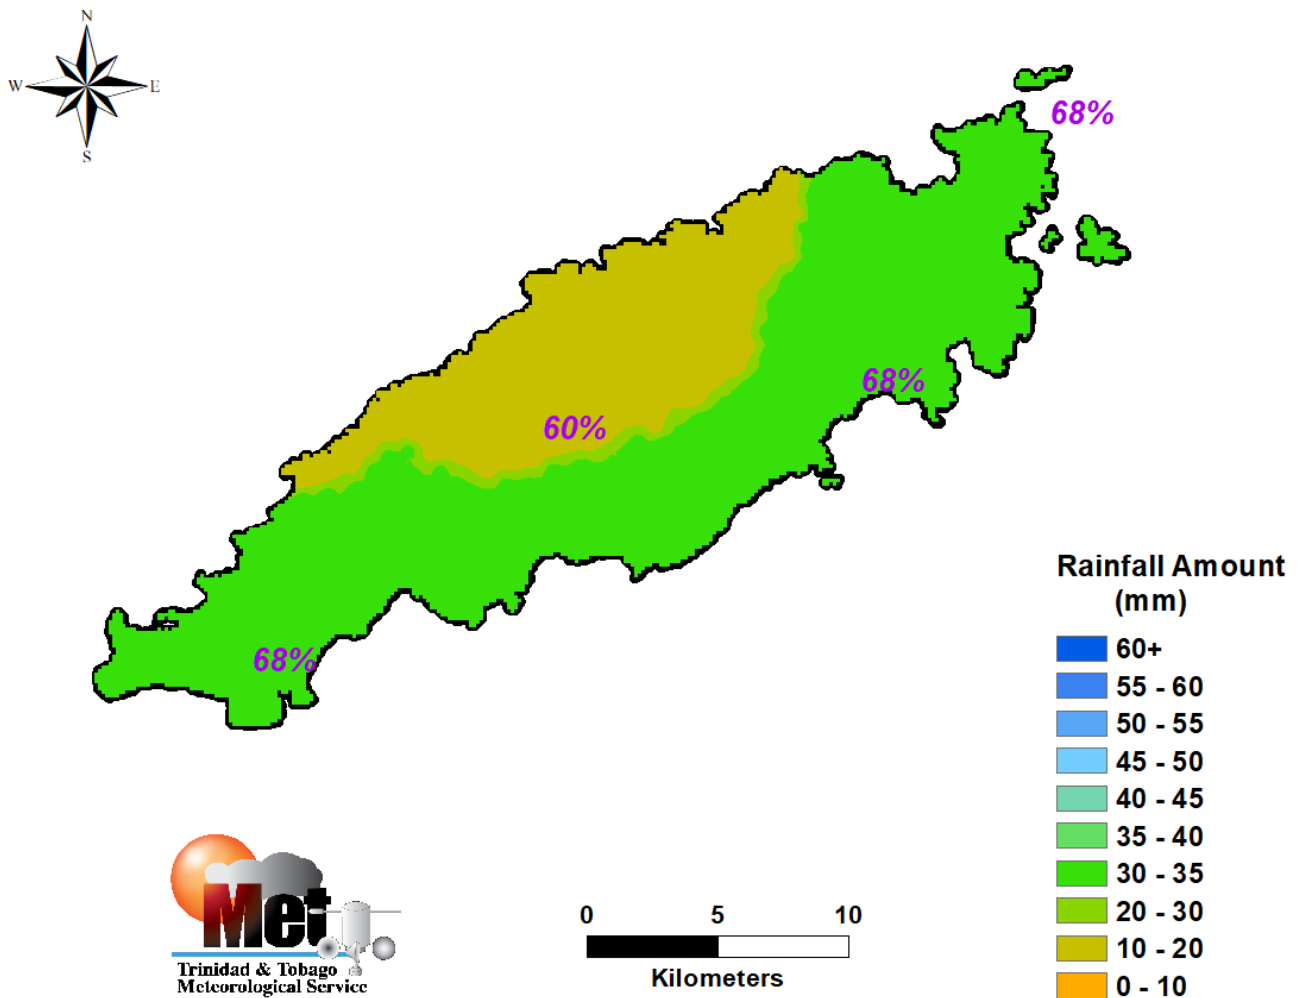 N
W
E
S
68%
68%
60%
68%
Rainfall Amount
(mm)
60+
55 - 60
50 - 55
45 - 50
40 - 45
35 - 40
30 - 35
20 - 30
10 - 20
0 - 10
0 5 10
Kilometers
Met
Trinidad & Tobago
Meteorological Service